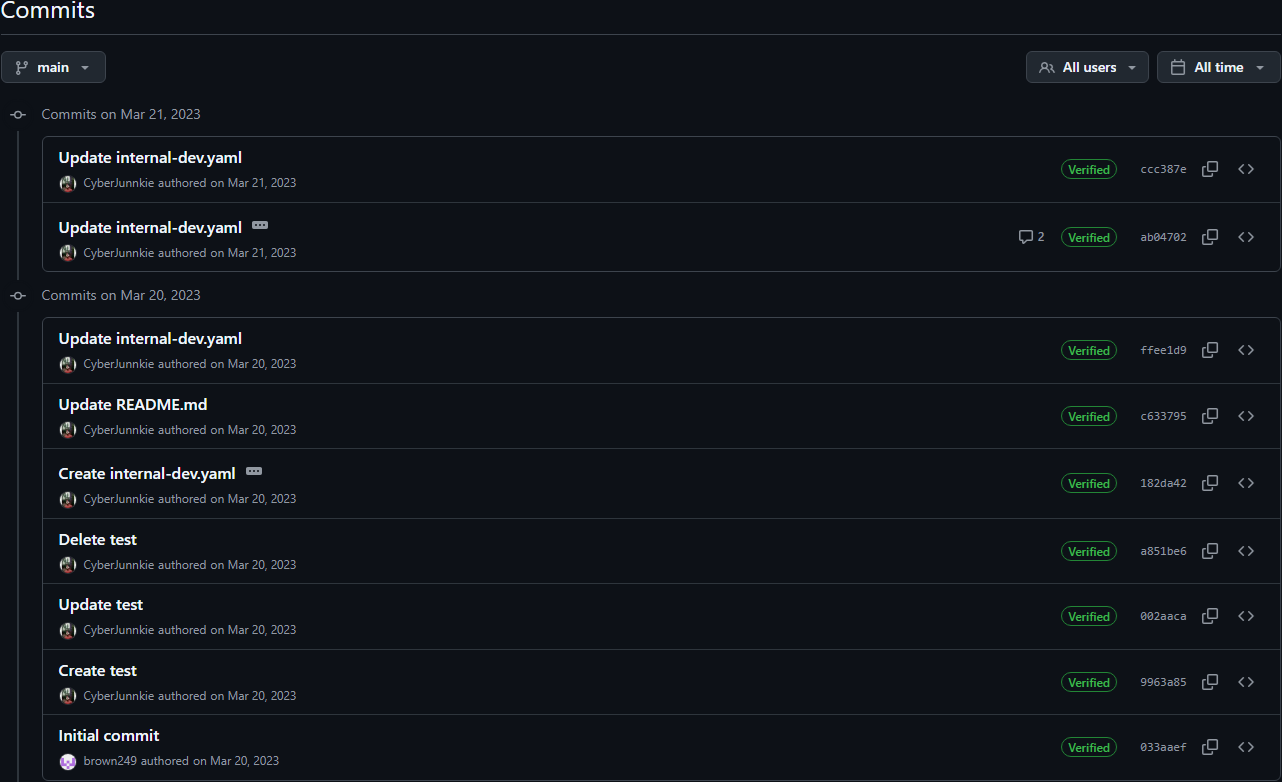 Commits
main
All users
All time
Commits on Mar 21, 2023
Update internal-dev.yaml
CyberJunnkie authored on Mar 21, 2023
Verified
ccc387e
Update internal-dev.yaml
CyberJunnkie authored on Mar 21, 2023
2
Verified
ab04702
Commits on Mar 20, 2023
Update internal-dev.yaml
CyberJunnkie authored on Mar 20, 2023
Verified
ffee1d9
Update README.md
CyberJunnkie authored on Mar 20, 2023
Verified
c633795
Create internal-dev.yaml
CyberJunnkie authored on Mar 20, 2023
Verified
182da42
Delete test
CyberJunnkie authored on Mar 20, 2023
Verified
a851be6
Update test
CyberJunnkie authored on Mar 20, 2023
Verified
002aaca
Create test
CyberJunnkie authored on Mar 20, 2023
Verified
9963a85
Initial commit
brown249 authored on Mar 20, 2023
Verified
033aaef